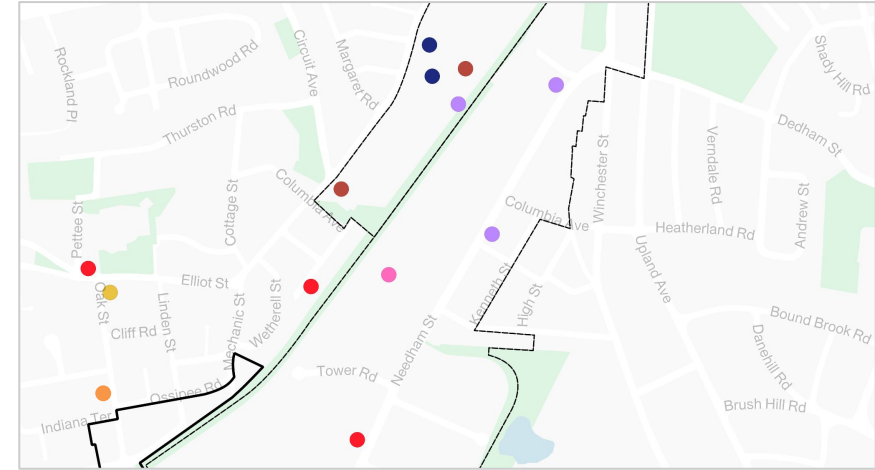 Rockland Pl
Roundwood Rd
Circuit Ave
Margaret Rd
Shady Hill Rd
Thurston Rd
Dedham St
Winchester St
Verndale Rd
Andrew St
Columbia Ave
Columbia Ave
Cottage St
Pettee St
Heatherland Rd
Upland Ave
Elliot St
Oak St
Linden St
Mechanic St
Wetherell St
Kenneth St
High St
Cliff Rd
Needham St
Bound Brook Rd
Danehill Rd
Tower Rd
Ossipee Rd
Indiana Ter
Brush Hill Rd